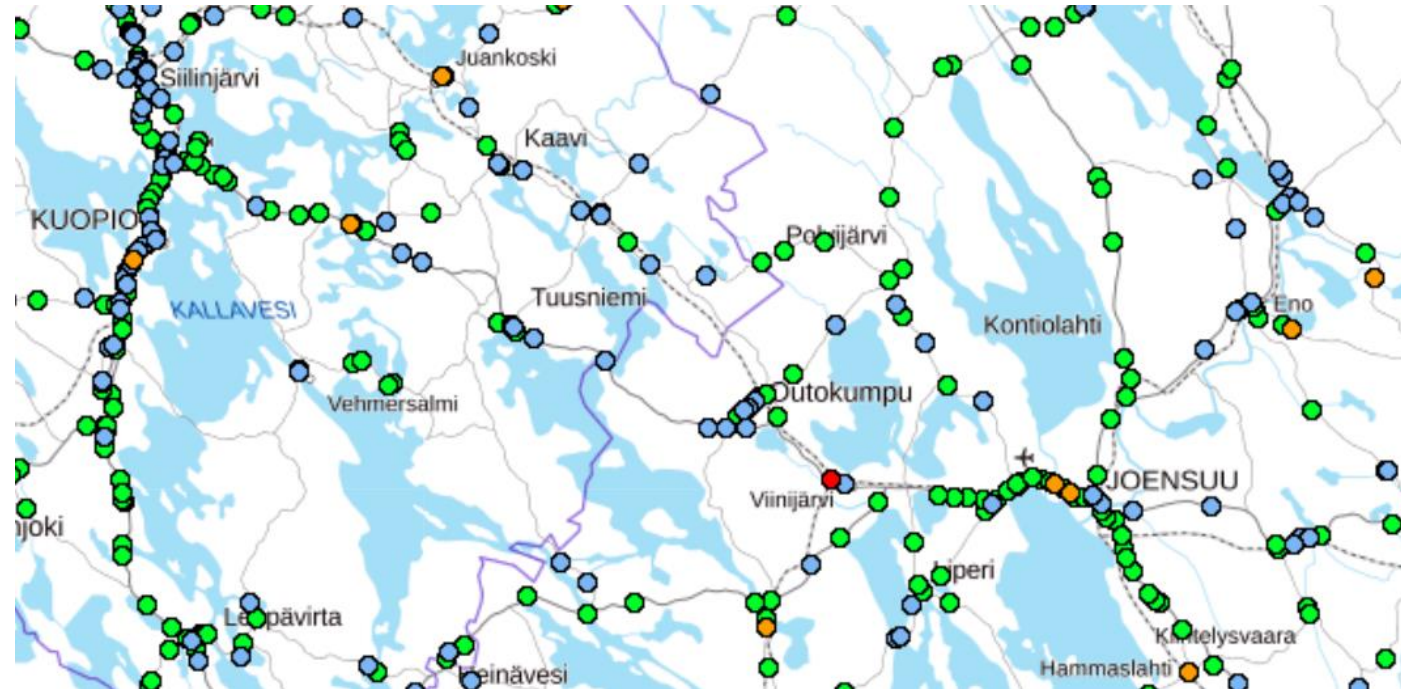 Juankoski
Siilinjärvi
Kaavi
KUOPIO
Polvijärvi
KALLAVESI
Tuusniemi
Eno
Kontiolahti
Outokumpu
Vehmersalmi
JOENSUU
Viinijärvi
njoki
Liperi
Leppävirta
Kiihtelysvaara
Hammaslahti
Heinävesi